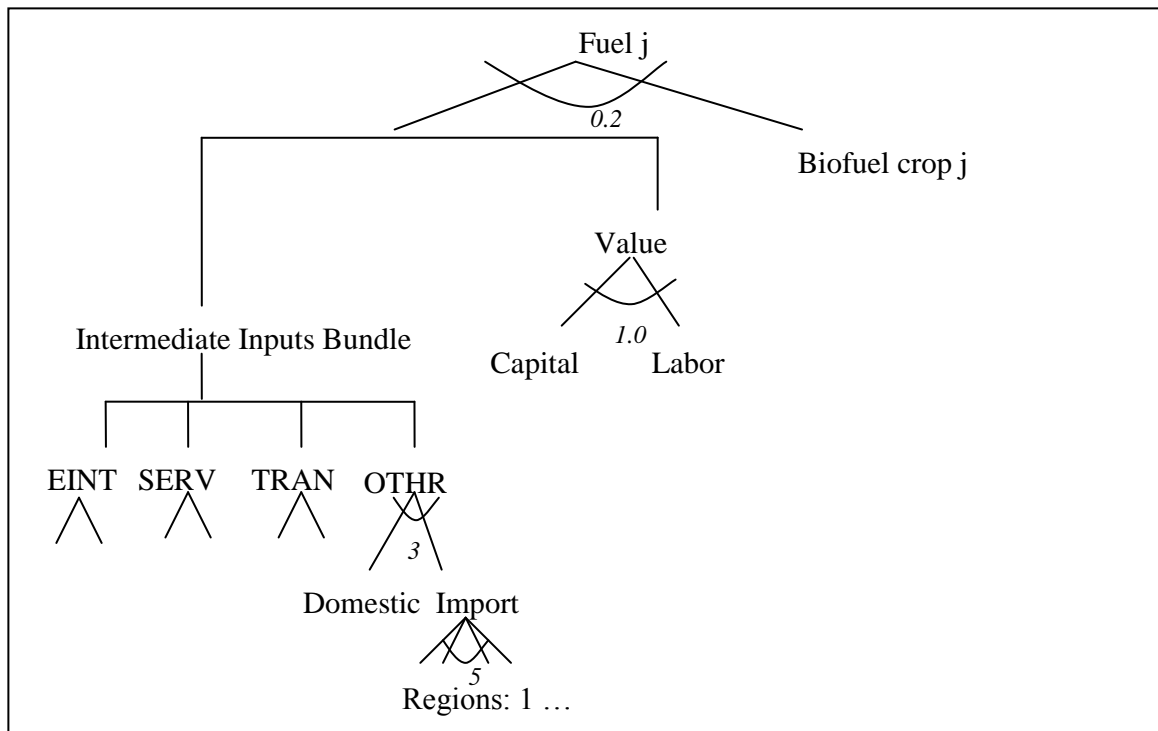 Fuel j
0.2
Biofuel crop j
Value
Intermediate Inputs Bundle
1.0
Capital Labor
EINT SERV TRAN OTHR
3
Domestic Import
5
Regions: 1 …